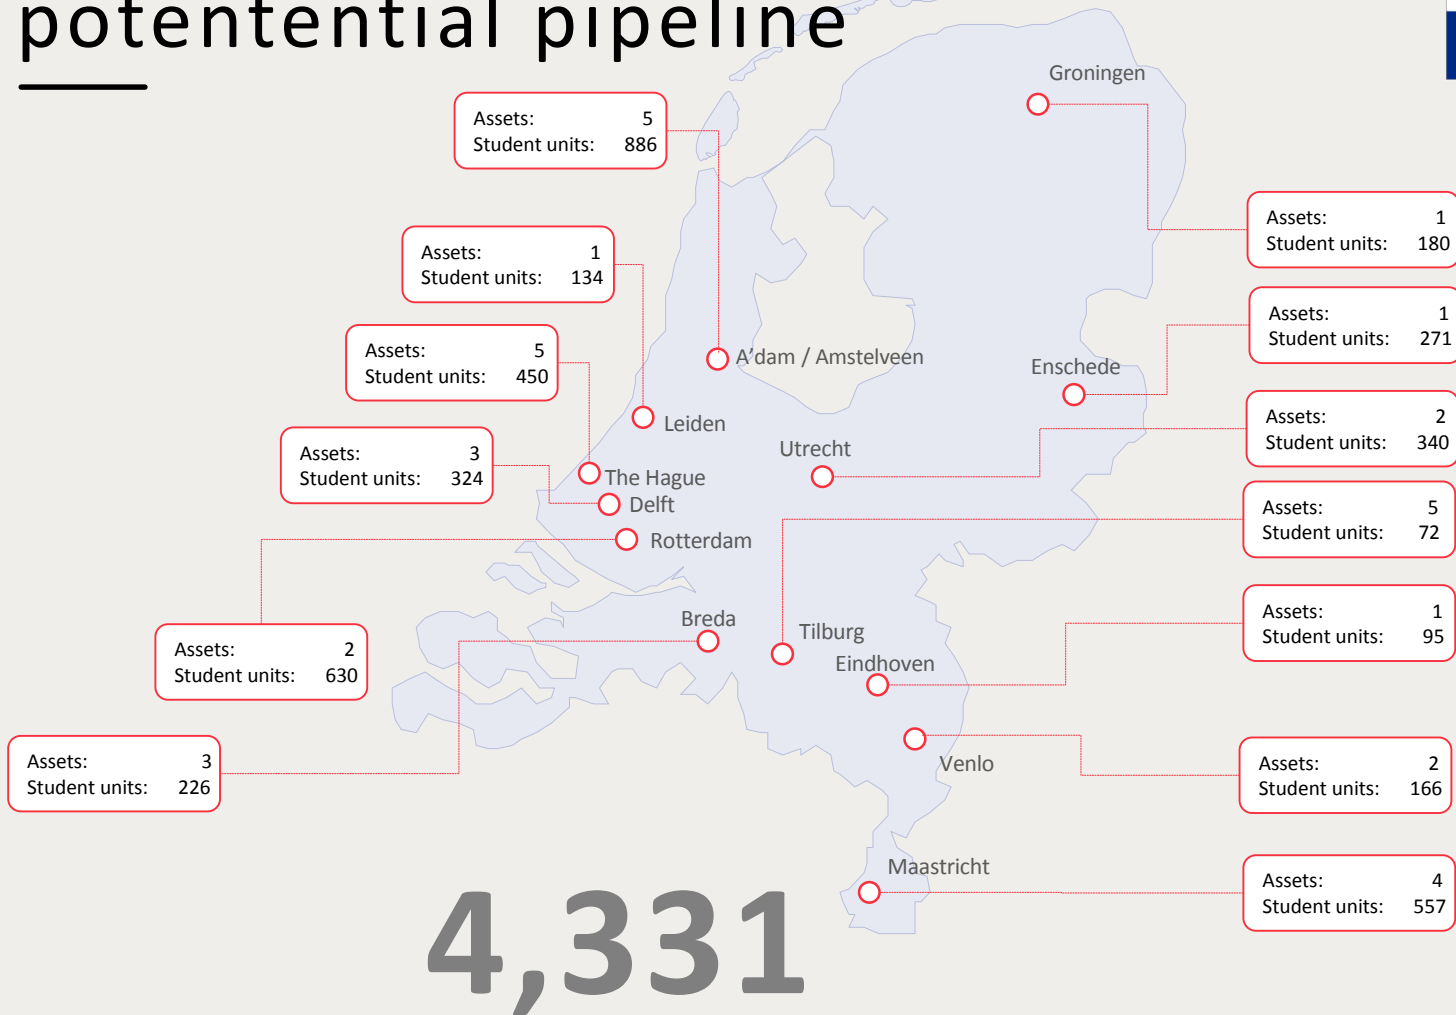 potentential pipeline
Groningen
Assets: 5
Student units: 886
Assets: 1
Student units: 180
Assets: 1
Student units: 134
Assets: 1
Student units: 271
Assets: 5
Student units: 450
A'dam / Amstelveen
Enschede
Leiden
Assets: 2
Student units: 340
Assets: 3
Student units: 324
Utrecht
The Hague
Delft
Assets: 5
Student units: 72
Rotterdam
Breda
Tilburg
Eindhoven
Assets: 1
Student units: 95
Assets: 2
Student units: 630
Assets: 3
Student units: 226
Venlo
Assets: 2
Student units: 166
Maastricht
Assets: 4
Student units: 557
4,331